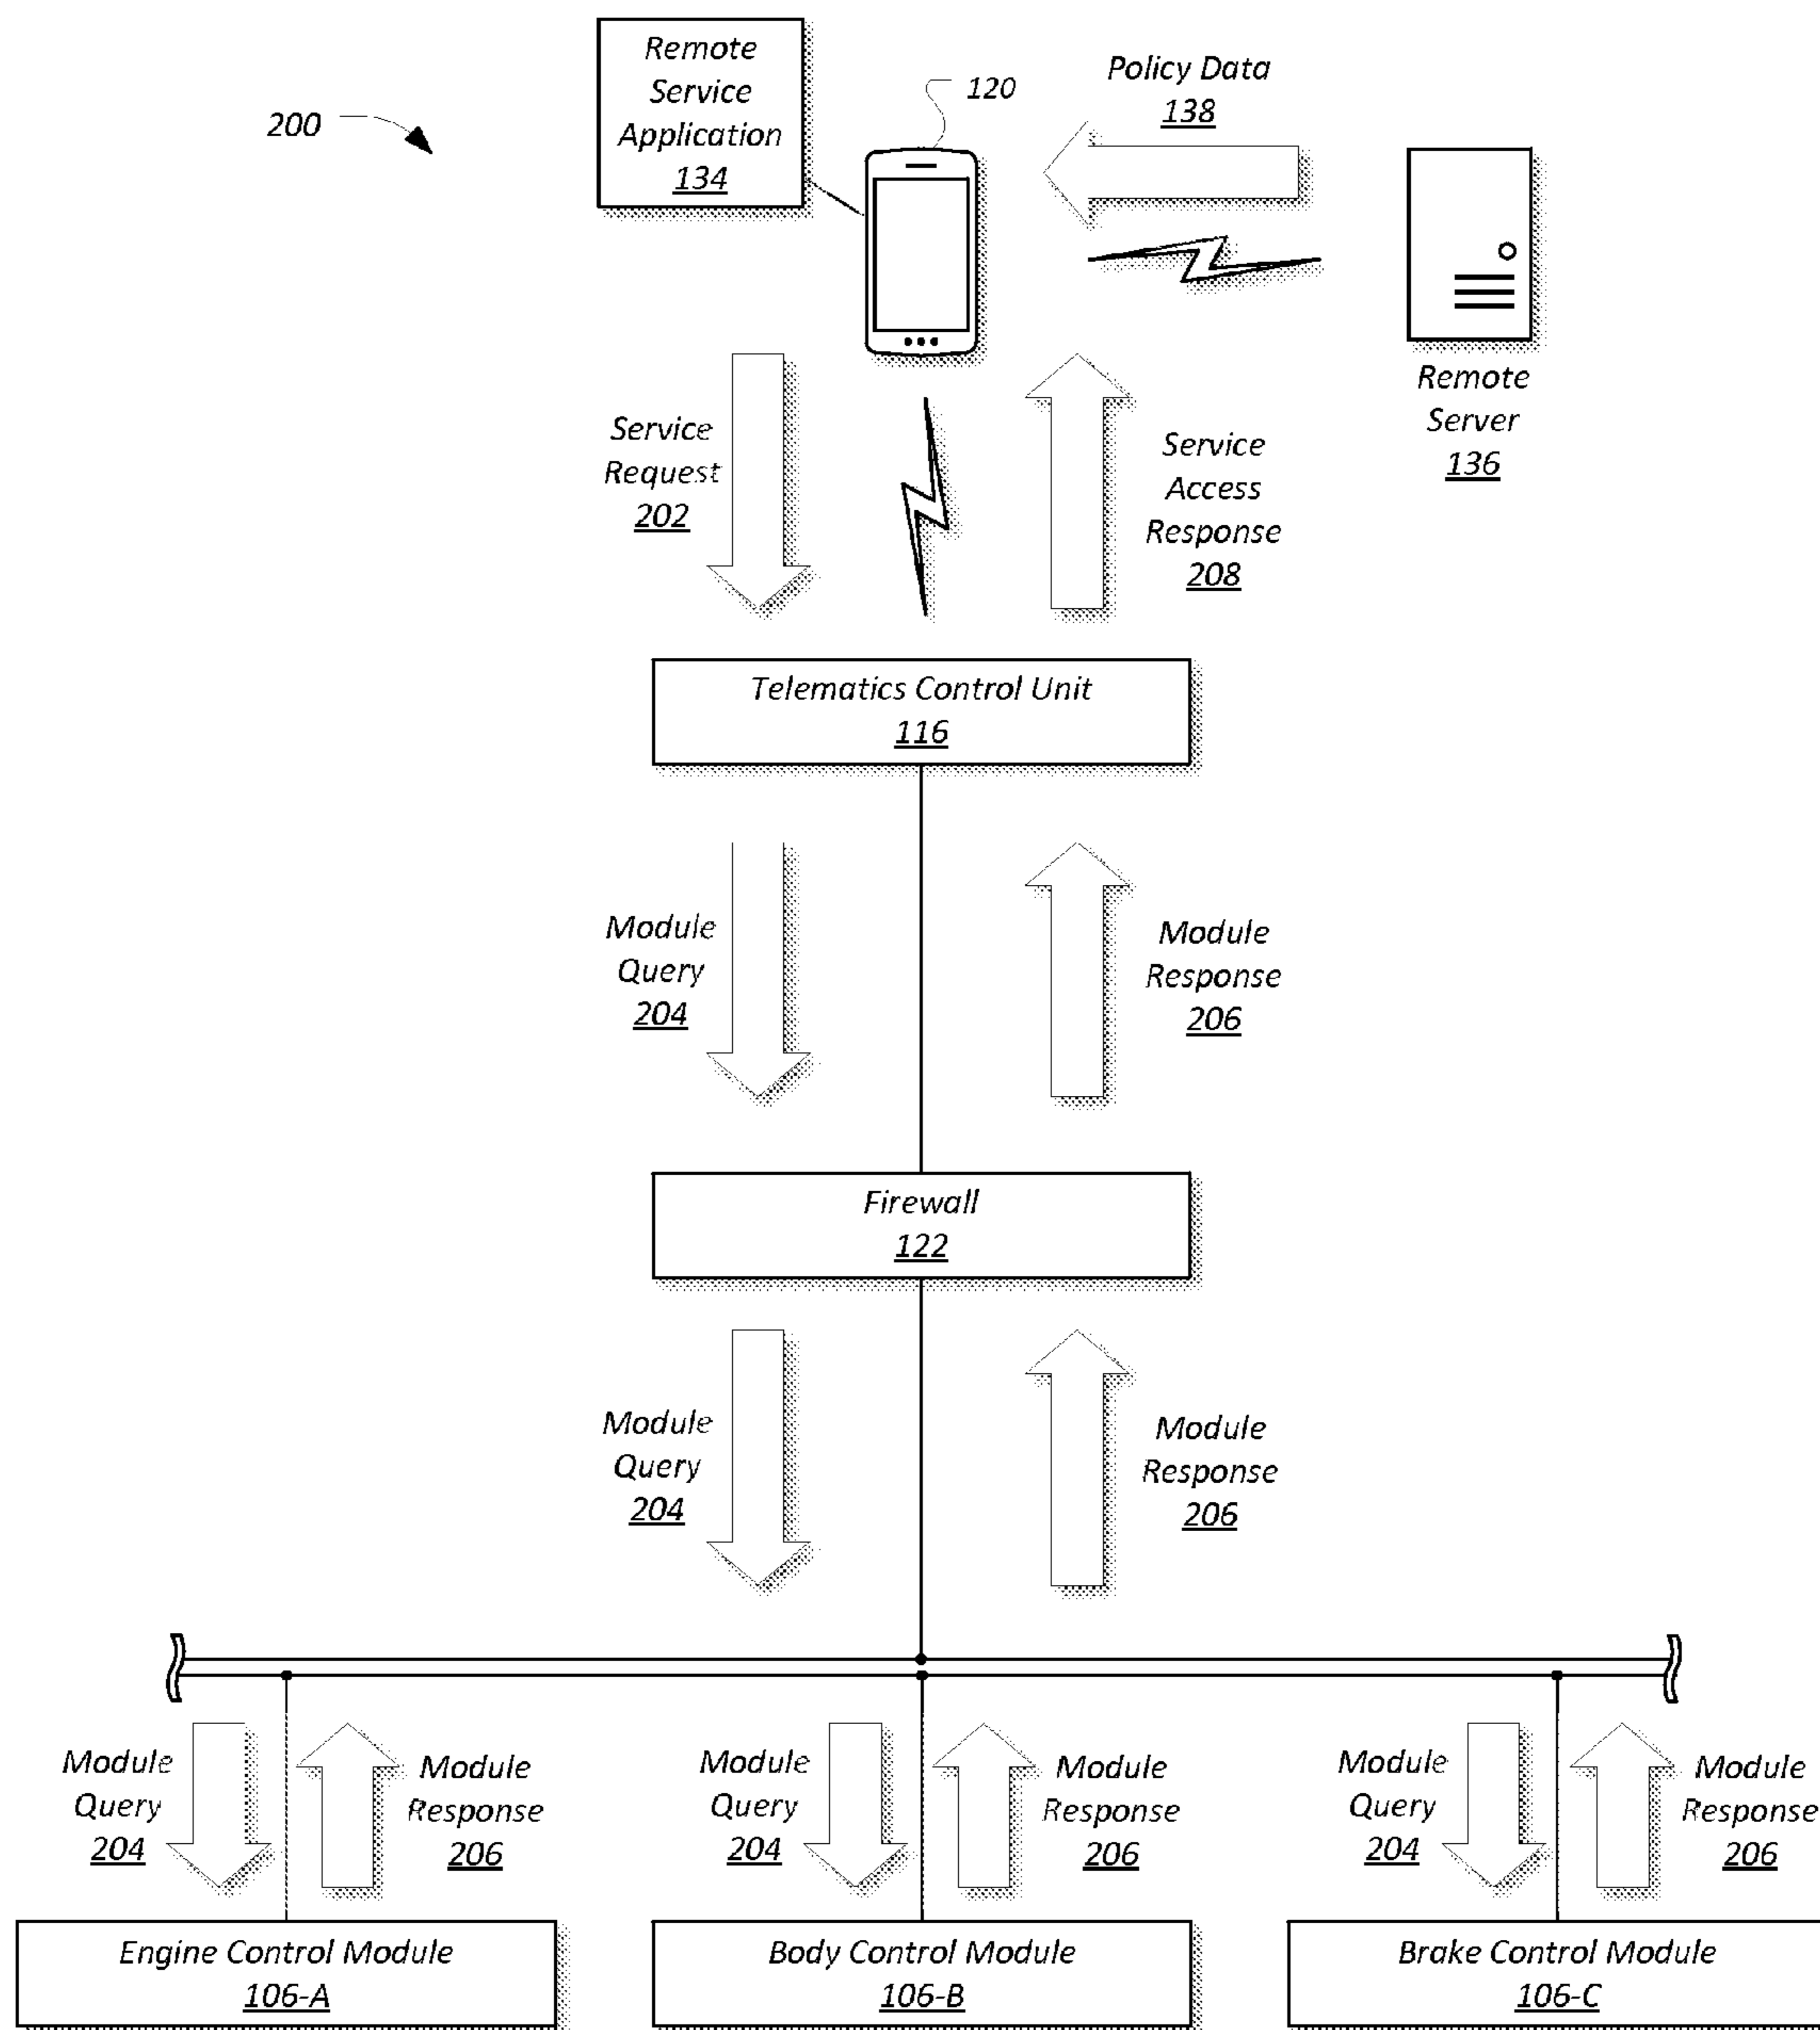 200
Remote
Service
Application
134
120
Policy Data
138
Remote
Server
136
Service
Request
202
Service
Access
Response
208
Telematics Control Unit
116
Module
Query
204
Module
Response
206
Firewall
122
Module
Query
204
Module
Response
206
Module
Query
204
Module
Response
206
Module
Query
204
Module
Response
206
Module
Query
204
Module
Response
206
Engine Control Module
106-A
Body Control Module
106-B
Brake Control Module
106-C